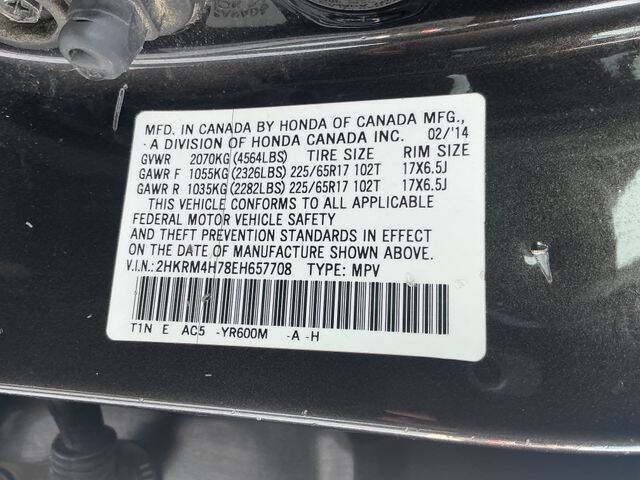 MFD. IN CANADA BY HONDA OF CANADA MFG.,
A DIVISION OF HONDA CANADA INC. 02/'14
GVWR 2070KG (4564LBS) TIRE SIZE RIM SIZE
GAWR F 1055KG (2326LBS) 225/65R17 102T 17X6.5J
GAWR R 1035KG (2282LBS) 225/65R17 102T 17X6.5J
THIS VEHICLE CONFORMS TO ALL APPLICABLE
FEDERAL MOTOR VEHICLE SAFETY
AND THEFT PREVENTION STANDARDS IN EFFECT
ON THE DATE OF MANUFACTURE SHOWN ABOVE.
V.I.N.: 2HKRM4H78EH657708 TYPE: MPV
T1N E AC5 -YR600M -A -H